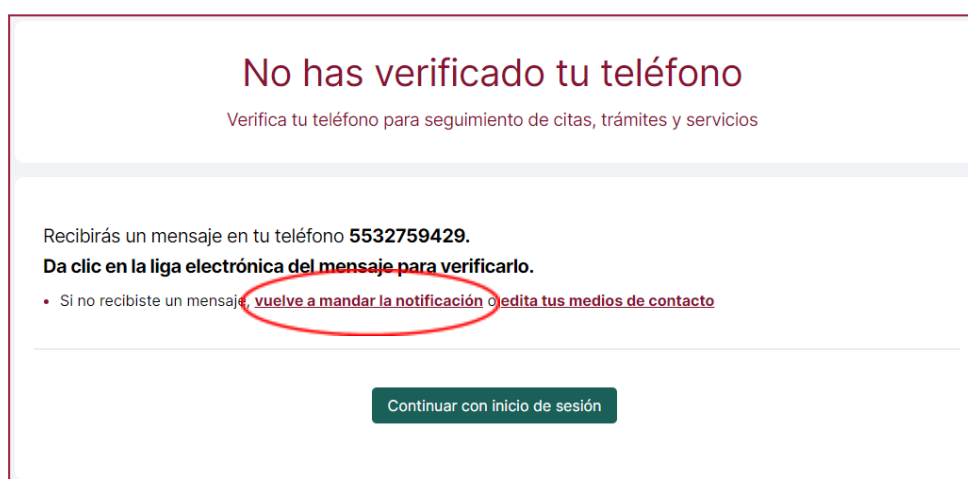 No has verificado tu teléfono
Verifica tu teléfono para seguimiento de citas, trámites y servicios
Recibirás un mensaje en tu teléfono 5532759429.
Da clic en la liga electrónica del mensaje para verificarlo.
• Si no recibiste un mensaje, vuelve a mandar la notificación o edita tus medios de contacto
Continuar con inicio de sesión